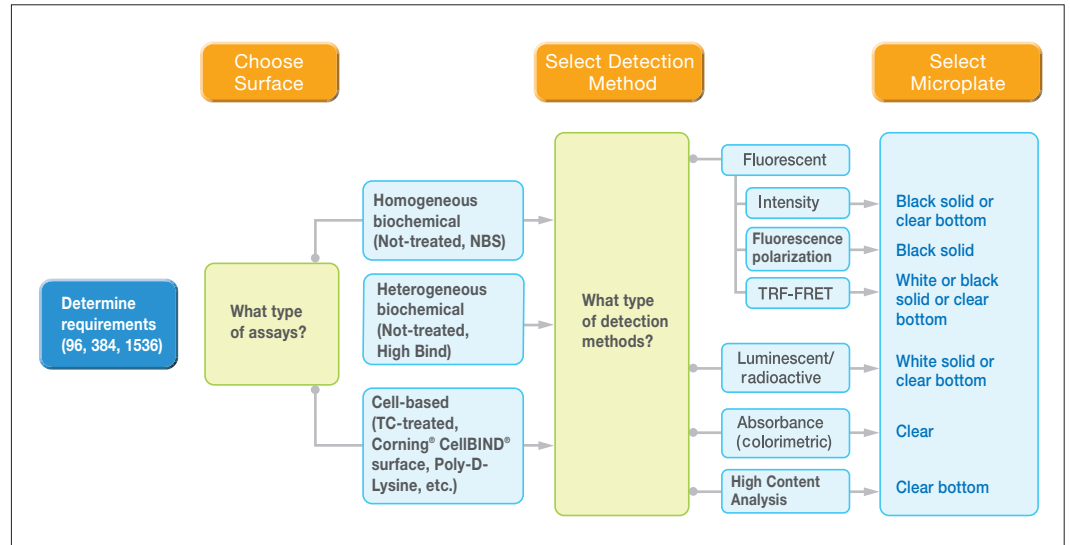 Choose
Surface
Select Detection
Method
Select
Microplate
Determine
requirements
(96, 384, 1536)
What type
of assays?
Homogeneous
biochemical
(Not-treated, NBS)
Heterogeneous
biochemical
(Not-treated,
High Bind)
Cell-based
(TC-treated,
Corning® CellBIND®
surface, Poly-D-
Lysine, etc.)
What type
of detection
methods?
Fluorescent
Intensity
Black solid or
clear bottom
Fluorescence
polarization
Black solid
TRF-FRET
White or black
solid or clear
bottom
Luminescent/
radioactive
White solid or
clear bottom
Absorbance
(colorimetric)
Clear
High Content
Analysis
Clear bottom